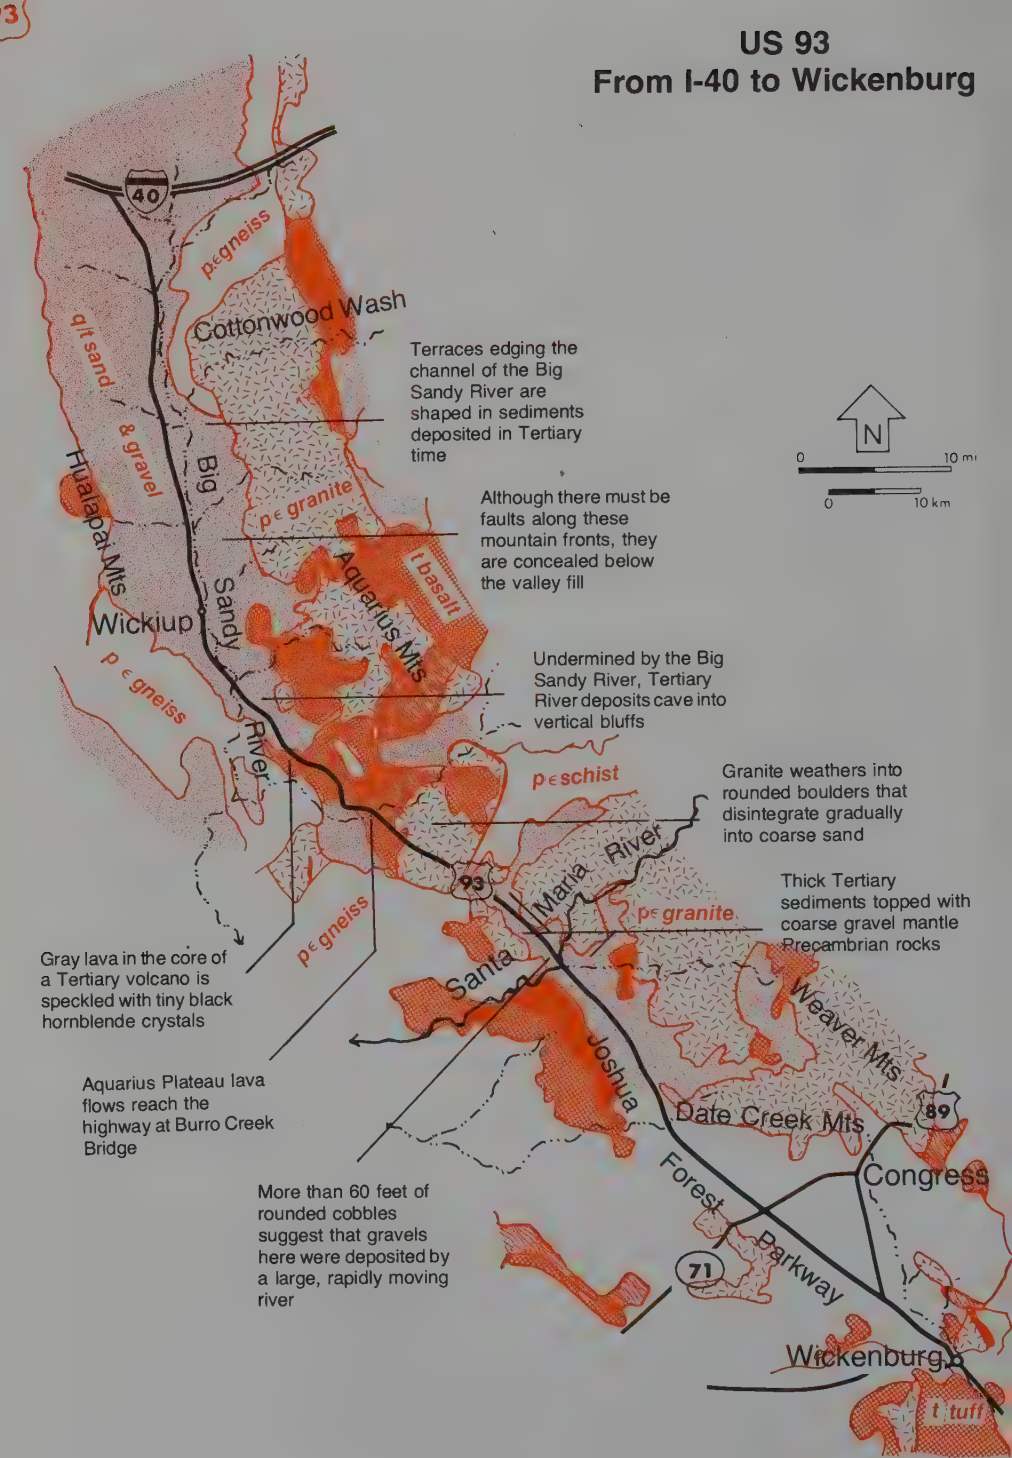 93
US 93
From I-40 to Wickenburg
40
p∈gneiss
Cottonwood Wash
q/t sand
& gravel
Terraces edging the
channel of the Big
Sandy River are
shaped in sediments
deposited in Tertiary
time
N
0 10 mi
0 10 km
Hualapai Mts
Big
Sandy
River
p∈granite
Although there must be
faults along these
mountain fronts, they
are concealed below
the valley fill
Aquarius Mts
t basalt
Wickiup
p∈gneiss
Undermined by the Big
Sandy River, Tertiary
River deposits cave into
vertical bluffs
p∈schist
Granite weathers into
rounded boulders that
disintegrate gradually
into coarse sand
93
Santa
Maria
River
p∈granite
Thick Tertiary
sediments topped with
coarse gravel mantle
Precambrian rocks
p∈gneiss
Gray lava in the core of
a Tertiary volcano is
speckled with tiny black
hornblende crystals
Weaver Mts
Aquarius Plateau lava
flows reach the
highway at Burro Creek
Bridge
Joshua
Forest
Parkway
Date Creek Mts
89
Congress
More than 60 feet of
rounded cobbles
suggest that gravels
here were deposited by
a large, rapidly moving
river
71
Wickenburg
t tuff